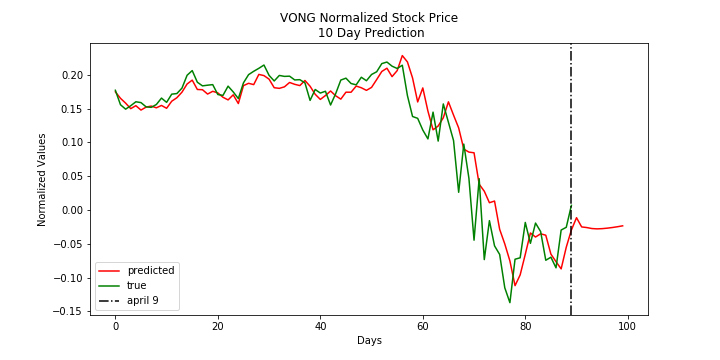 VONG Normalized Stock Price
10 Day Prediction
Normalized Values
0.20
0.15
0.10
0.05
0.00
−0.05
−0.10
−0.15
predicted
true
april 9
0 20 40 60 80 100
Days